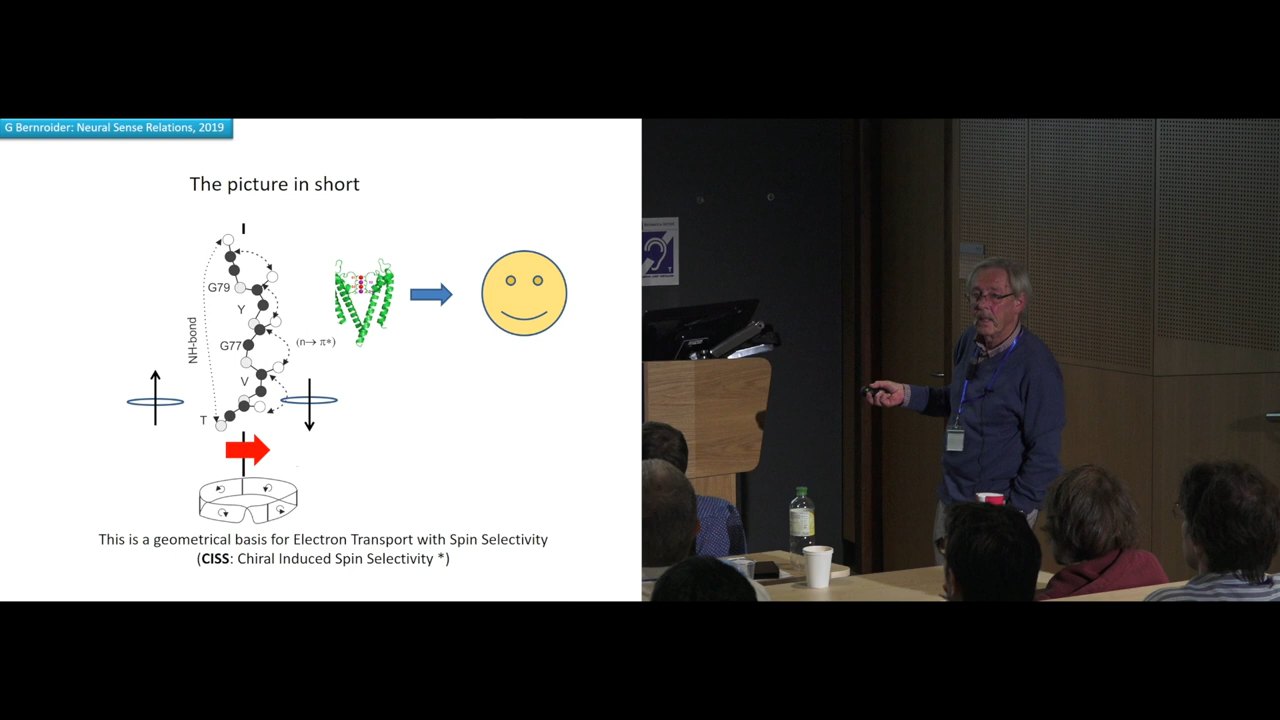 G Bernroider: Neural Sense Relations, 2019
The picture in short
G79
Y
G77
(n→ π*)
NH-bond
V
T
This is a geometrical basis for Electron Transport with Spin Selectivity
(CISS: Chiral Induced Spin Selectivity *)
T